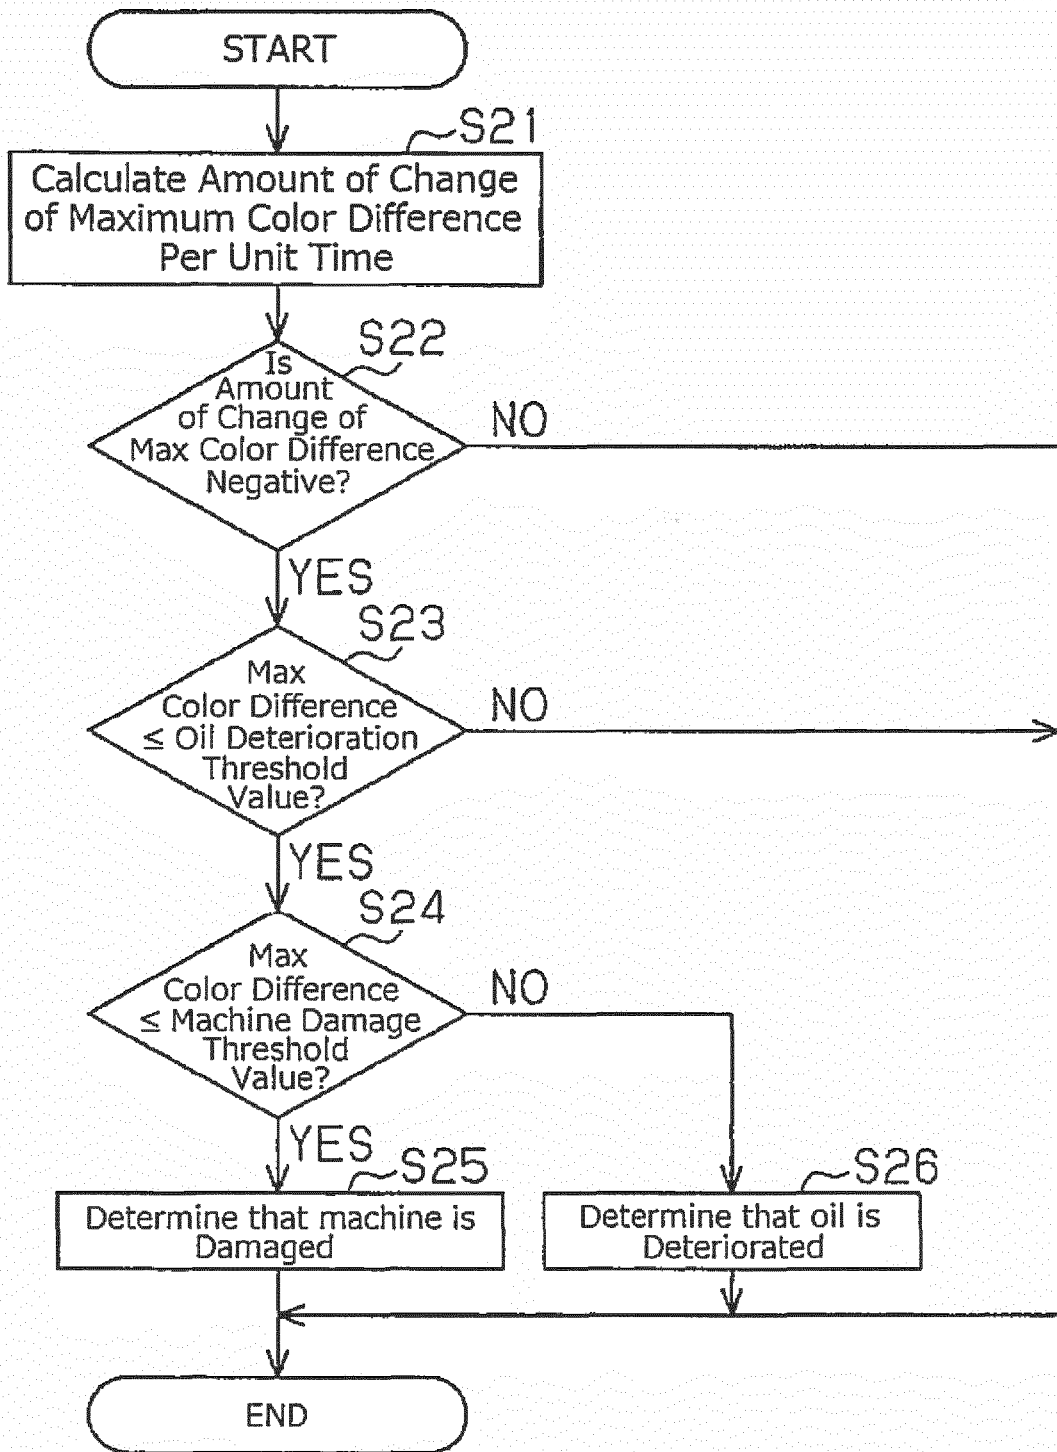 START
S21
Calculate Amount of Change
of Maximum Color Difference
Per Unit Time
S22
Is
Amount
of Change of
Max Color Difference
Negative?
NO
YES
S23
Max
Color Difference
≤ Oil Deterioration
Threshold
Value?
NO
YES
S24
Max
Color Difference
≤ Machine Damage
Threshold
Value?
NO
YES
S25
Determine that machine is
Damaged
S26
Determine that oil is
Deteriorated
END